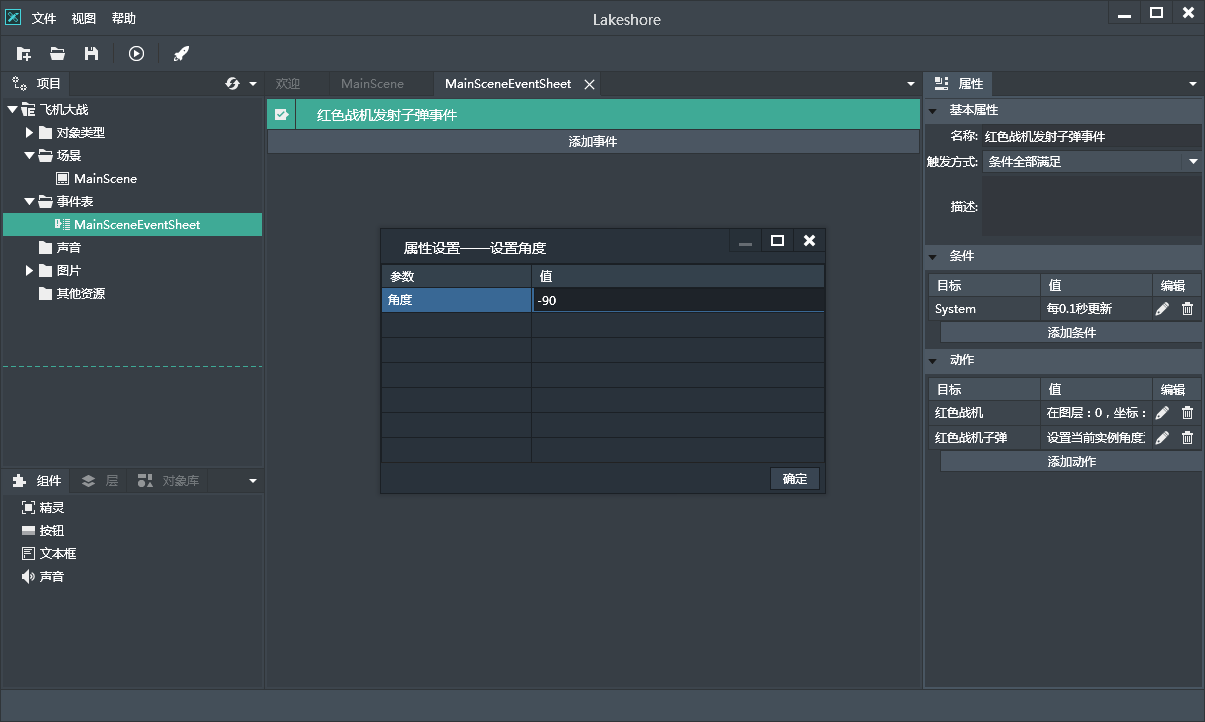 文件 视图 帮助
Lakeshore
项目
欢迎 MainScene MainSceneEventSheet
属性
飞机大战
对象类型
场景
MainScene
事件表
MainSceneEventSheet
声音
图片
其他资源
组件 层 对象库
精灵
按钮
文本框
声音
红色战机发射子弹事件
添加事件
属性设置——设置角度
参数 值
角度 -90
确定
基本属性
名称: 红色战机发射子弹事件
触发方式: 条件全部满足
描述:
条件
目标 值 编辑
System 每0.1秒更新
添加条件
动作
目标 值 编辑
红色战机 在图层：0，坐标：
红色战机子弹 设置当前实例角度
添加动作